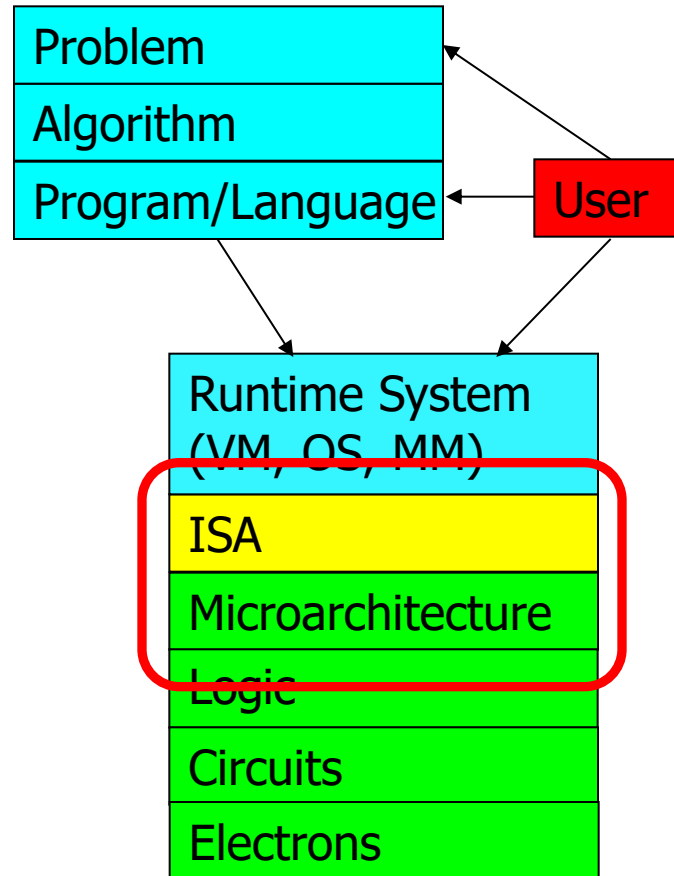 Problem
Algorithm
Program/Language
User
Runtime System
(VM, OS, MM)
ISA
Microarchitecture
Logic
Circuits
Electrons